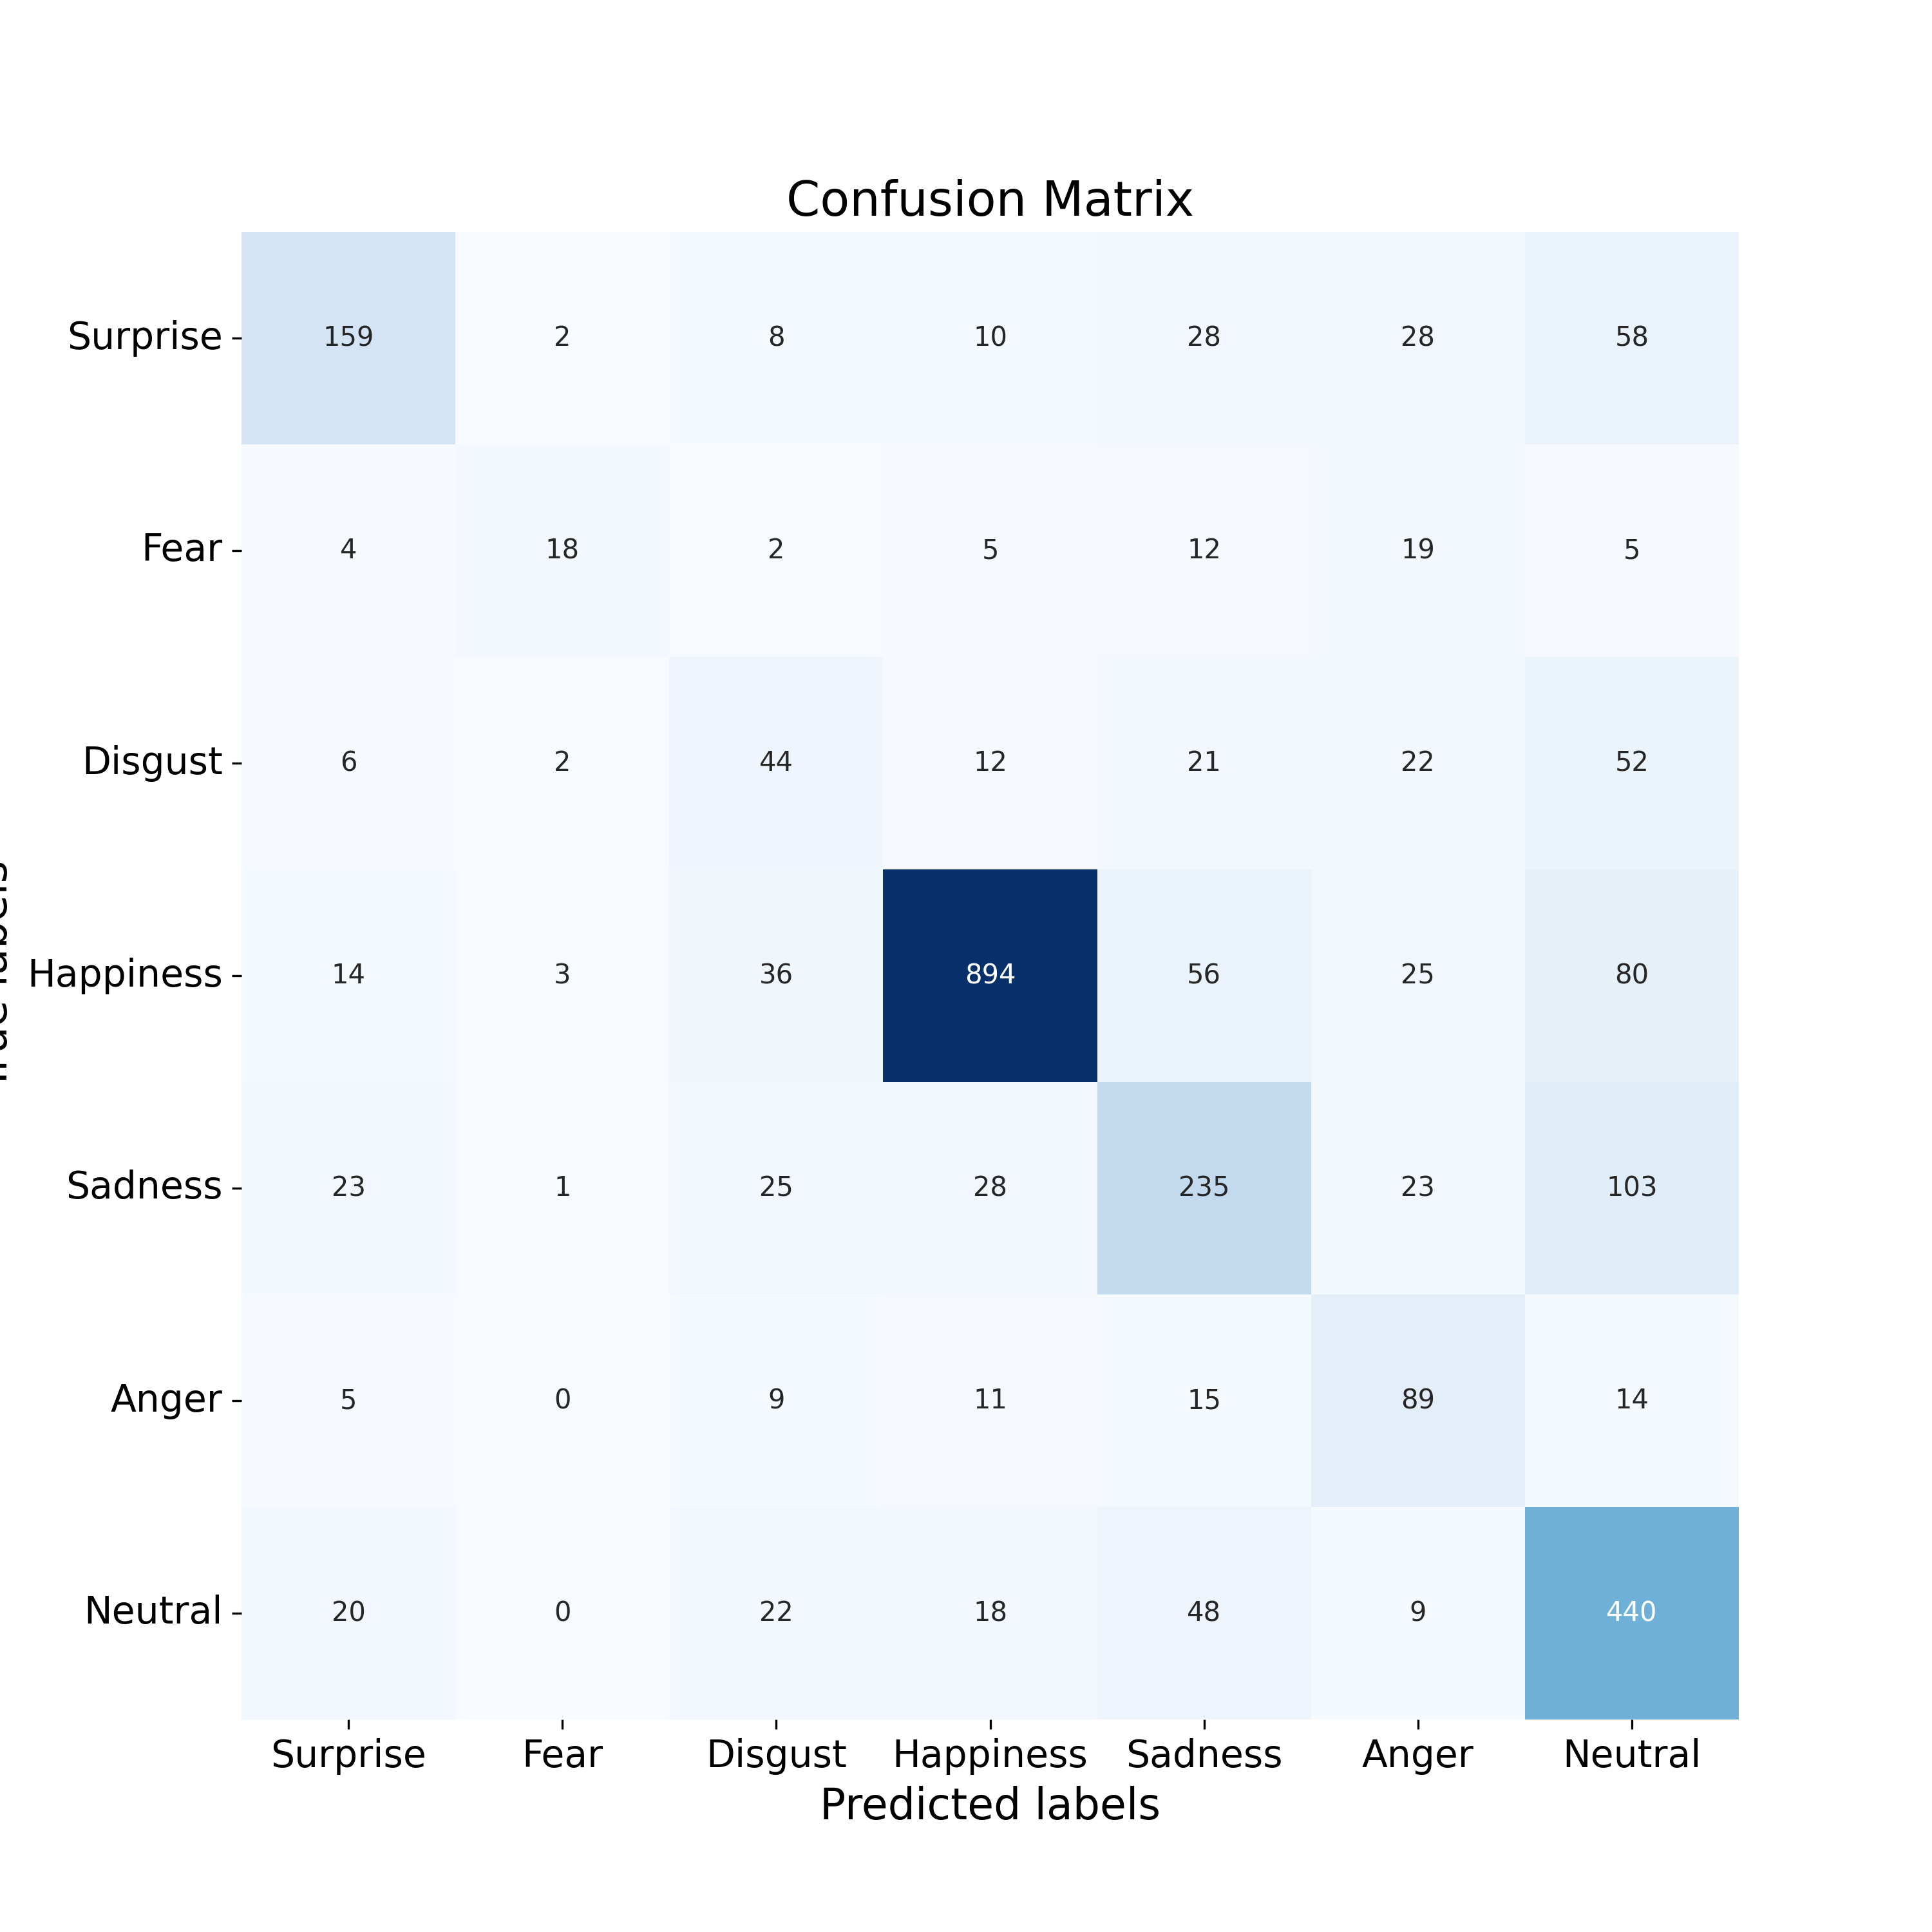 Confusion Matrix
Surprise 159 2 8 10 28 28 58
Fear 4 18 2 5 12 19 5
Disgust 6 2 44 12 21 22 52
Happiness 14 3 36 894 56 25 80
Sadness 23 1 25 28 235 23 103
Anger 5 0 9 11 15 89 14
Neutral 20 0 22 18 48 9 440
Surprise Fear Disgust Happiness Sadness Anger Neutral
Predicted labels